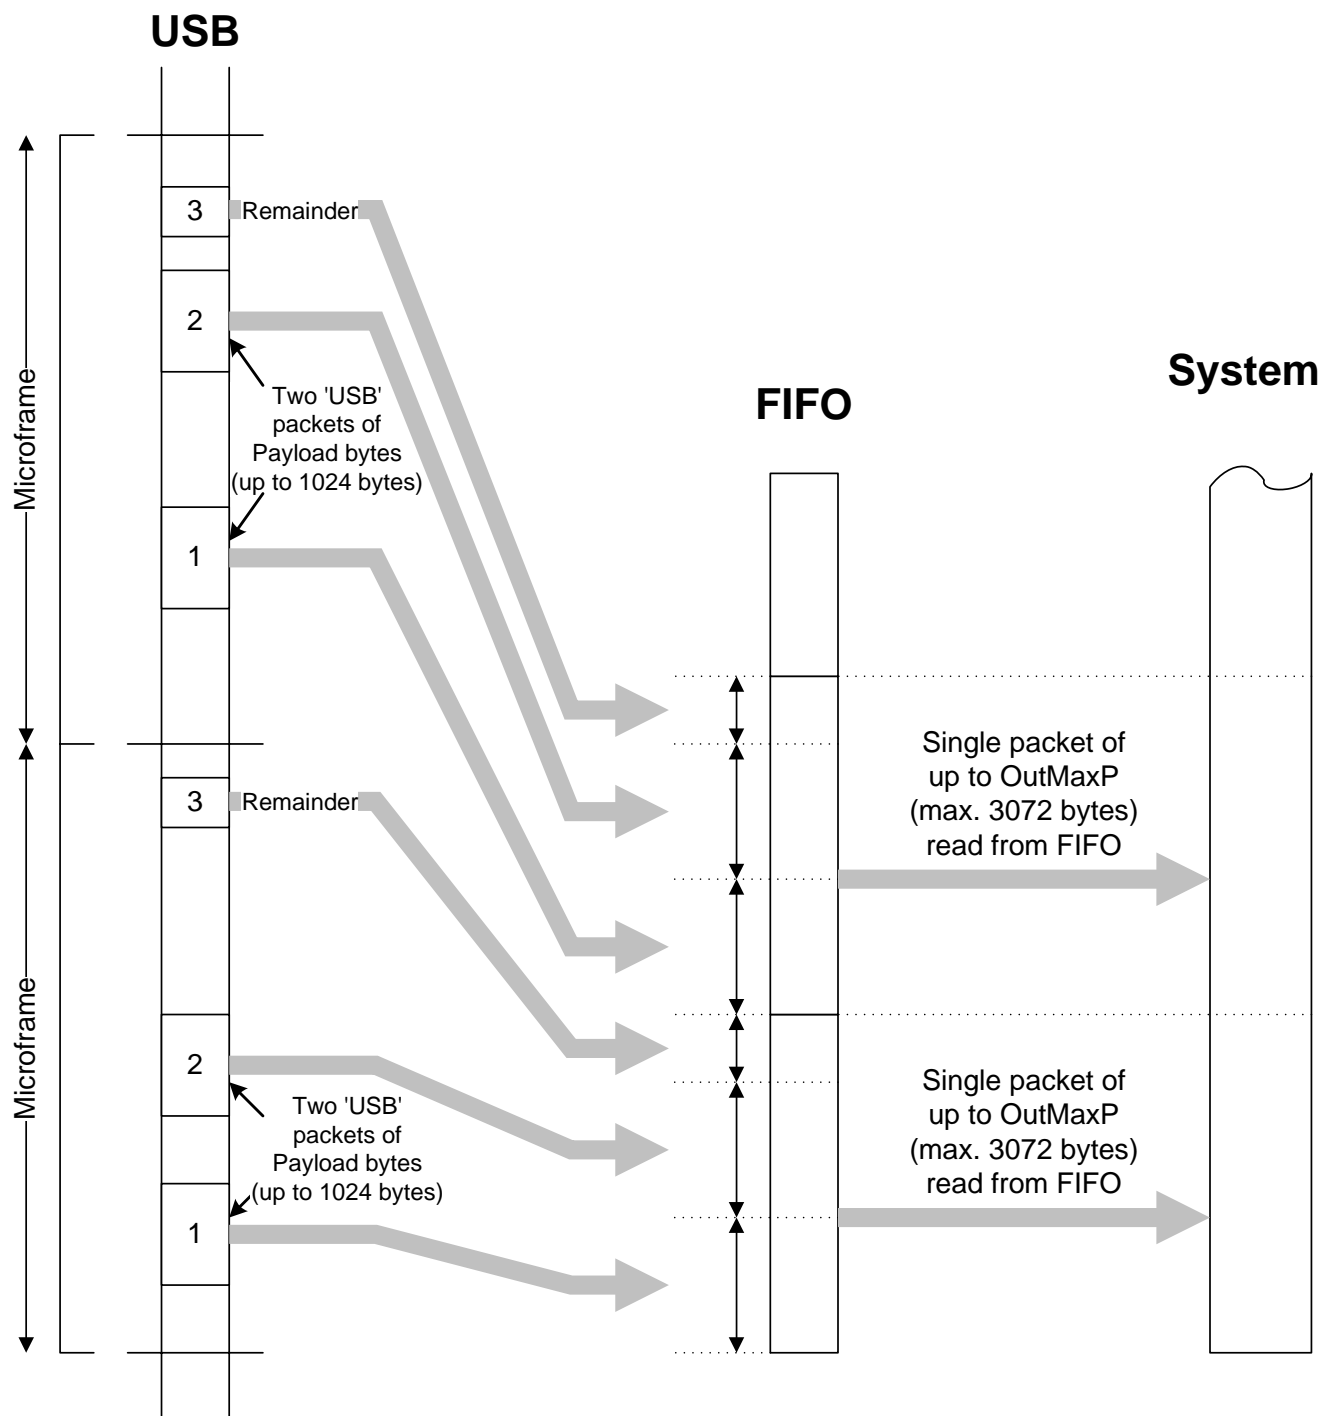 USB
3
Remainder
2
Two 'USB'
packets of
Payload bytes
(up to 1024 bytes)
1
Microframe
FIFO
System
Single packet of
up to OutMaxP
(max. 3072 bytes)
read from FIFO
3
Remainder
2
Two 'USB'
packets of
Payload bytes
(up to 1024 bytes)
1
Microframe
Single packet of
up to OutMaxP
(max. 3072 bytes)
read from FIFO